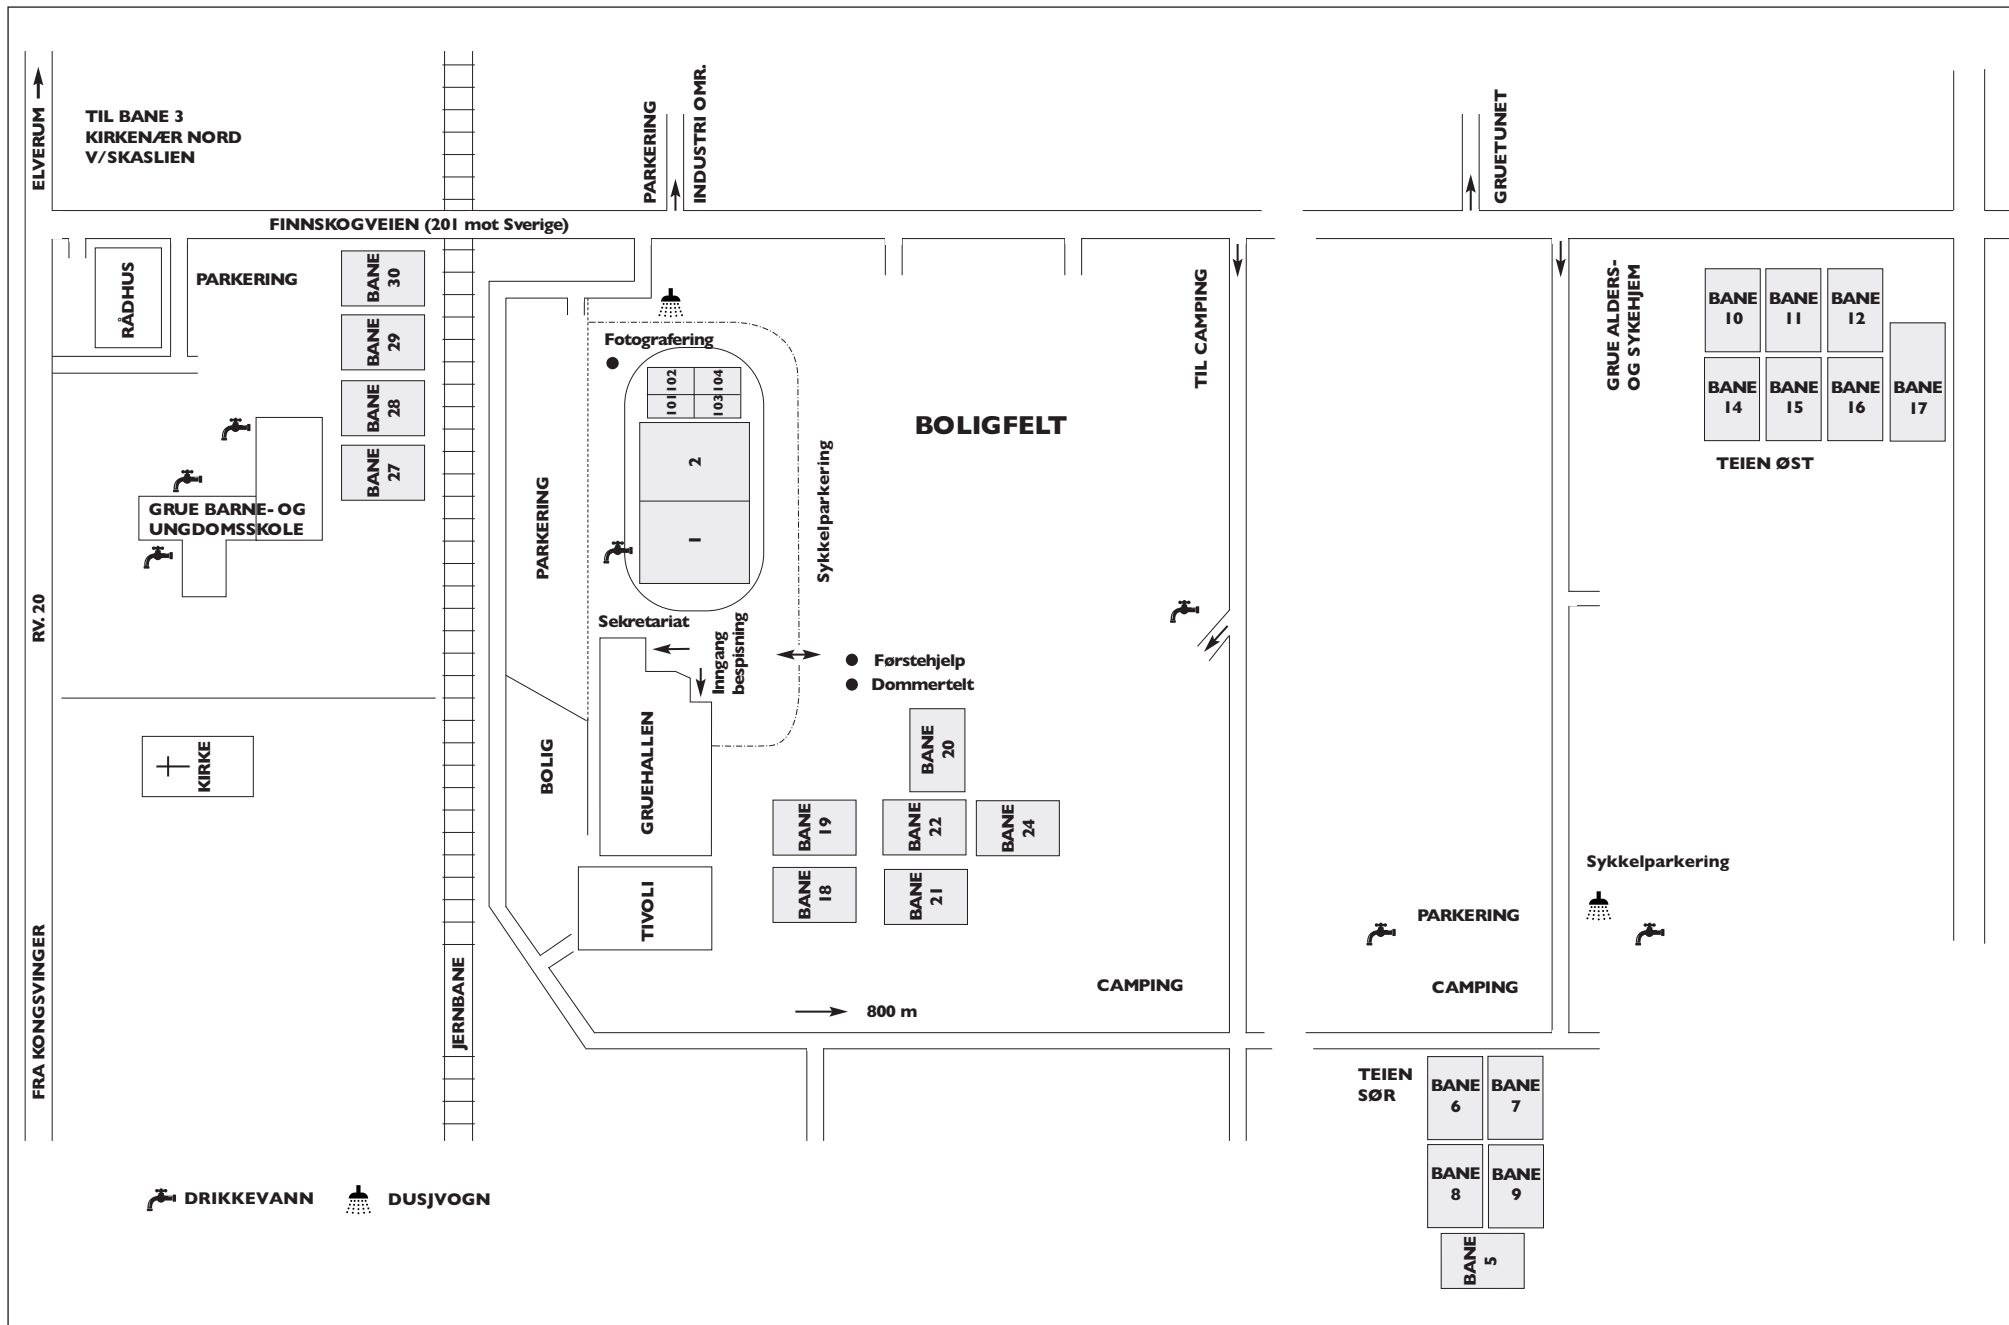 ELVERUM
TIL BANE 3
KIRKENÆR NORD
V/SKASLIEN
PARKERING
INDUSTRI OMR.
GRUETUNET
FINNSKOGVEIEN (201 mot Sverige)
RÅDHUS
PARKERING
BANE
30
BANE
29
BANE
28
BANE
27
GRUE BARNE- OG
UNGDOMSSKOLE
RV. 20
FRA KONGSVINGER
KIRKE
JERNBANE
PARKERING
BOLIG
Fotografering
101
102
103
104
2
1
Sykkelparkering
Sekretariat
Inngang
bespisning
GRUEHALLEN
TIVOLI
Førstehjelp
Dommertelt
BOLIGFELT
BANE
20
BANE
19
BANE
22
BANE
24
BANE
18
BANE
21
800 m
CAMPING
TIL CAMPING
GRUE ALDERS-
OG SYKEHJEM
BANE
10
BANE
11
BANE
12
BANE
14
BANE
15
BANE
16
BANE
17
TEIEN ØST
Sykkelparkering
PARKERING
CAMPING
TEIEN
SØR
BANE
6
BANE
7
BANE
8
BANE
9
BANE
5
DRIKKEVANN
DUSJVOGN